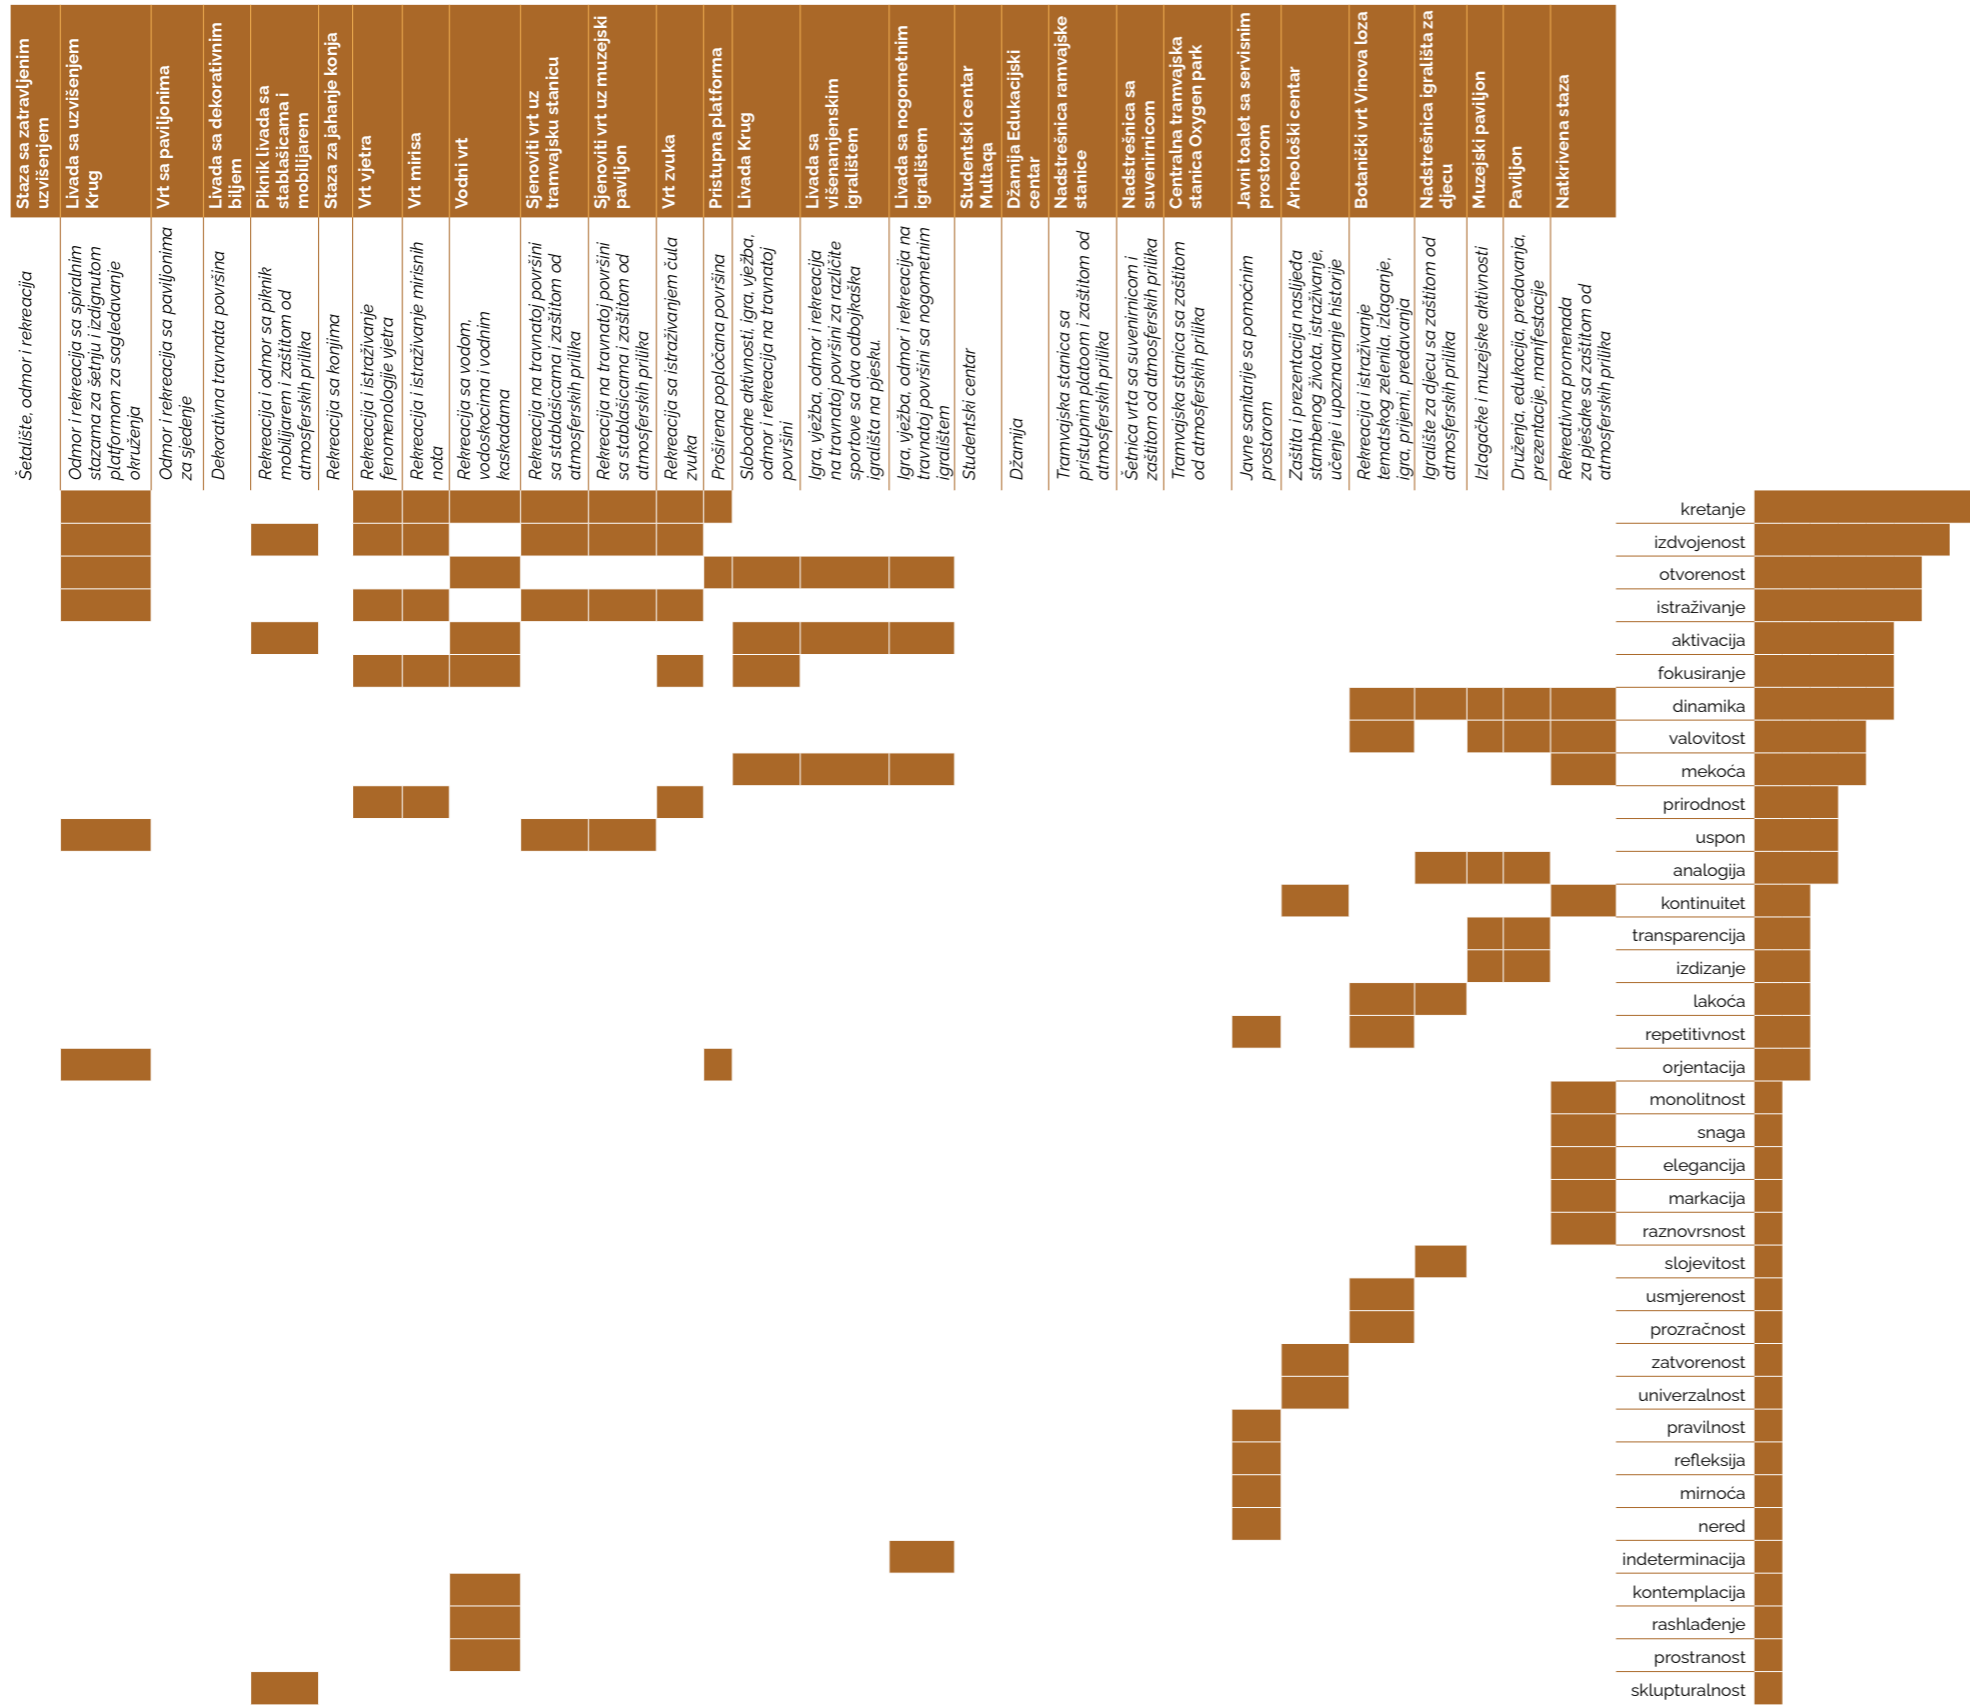 Staza sa zatravljenim
uzvišenjem
Livada sa uzvišenjem
Krug
Vrt sa paviljonima
Livada sa dekorativnim
biljem
Piknik livada sa
stablašicama i
mobilijarem
Staza za jahanje konja
Vrt vjetra
Vrt mirisa
Vodni vrt
Sjenoviti vrt uz
tramvajsku stanicu
Sjenoviti vrt uz muzejski
paviljon
Vrt zvuka
Pristupna platforma
Livada Krug
Livada sa
višenamjenskim
igralištem
Livada sa nogometnim
igralištem
Studentski centar
Multaqa
Džamija Edukacijski
centar
Nadstrešnica ramvajske
stanice
Nadstrešnica sa
suvenirnicom
Centralna tramvajska
stanica Oxygen park
Javni toalet sa servisnim
prostorom
Arheološki centar
Botanički vrt Vinova loza
Nadstrešnica igrališta za
djecu
Muzejski paviljon
Paviljon
Natkrivena staza
Šetalište, odmor i rekreacija
Odmor i rekreacija sa spiralnim
stazama za šetnju i izdignutom
platformom za sagledavanje
okruženja
Odmor i rekreacija sa paviljonima
za sjedenje
Dekorativna travnata površina
Rekreacija i odmor sa piknik
mobilijarem i zaštitom od
atmosferskih prilika
Rekreacija sa konjima
Rekreacija i istraživanje
fenomenologije vjetra
Rekreacija i istraživanje mirisnih
nota
Rekreacija sa vodom,
vodoskocima i vodnim
kaskadama
Rekreacija na travnatoj površini
sa stablašicama i zaštitom od
atmosferskih prilika
Rekreacija na travnatoj površini
sa stablašicama i zaštitom od
atmosferskih prilika
Rekreacija sa istraživanjem čula
zvuka
Proširena popločana površina
Slobodne aktivnosti, igra, vježba,
odmor i rekreacija na travnatoj
površini
Igra, vježba, odmor i rekreacija
na travnatoj površini za različite
sportove sa dva odbojkaška
igrališta na pjesku.
Igra, vježba, odmor i rekreacija na
travnatoj površini sa nogometnim
igralištem
Studentski centar
Džamija
Tramvajska stanica sa
pristupnim platoom i zaštitom od
atmosferskih prilika
Šetnica vrta sa suvenirnicom i
zaštitom od atmosferskih prilika
Tramvajska stanica sa zaštitom
od atmosferskih prilika
Javne sanitarije sa pomoćnim
prostorom
Zaštita i prezentacija naslijeđa
stambenog života, istraživanje,
učenje i upoznavanje historije
Rekreacija i istraživanje
tematskog zelenila, izlaganje,
igra, prijemi, predavanja
Igralište za djecu sa zaštitom od
atmosferskih prilika
Izlagačke i muzejske aktivnosti
Druženja, edukacija, predavanja,
prezentacije, manifestacije
Rekreativna promenada
za pješake sa zaštitom od
atmosferskih prilika
kretanje
izdvojenost
otvorenost
istraživanje
aktivacija
fokusiranje
dinamika
valovitost
mekoća
prirodnost
uspon
analogija
kontinuitet
transparencija
izdizanje
lakoća
repetitivnost
orjentacija
monolitnost
snaga
elegancija
markacija
raznovrsnost
slojevitost
usmjerenost
prozračnost
zatvorenost
univerzalnost
pravilnost
refleksija
mirnoća
nered
indeterminacija
kontemplacija
rashlađenje
prostranost
sklupturalnost